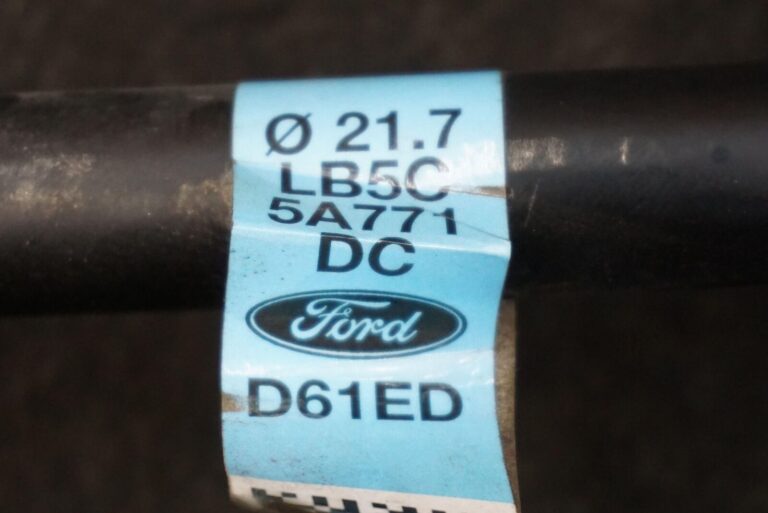 Ø 21.7
LB5C
5A771
DC
Ford
D61ED